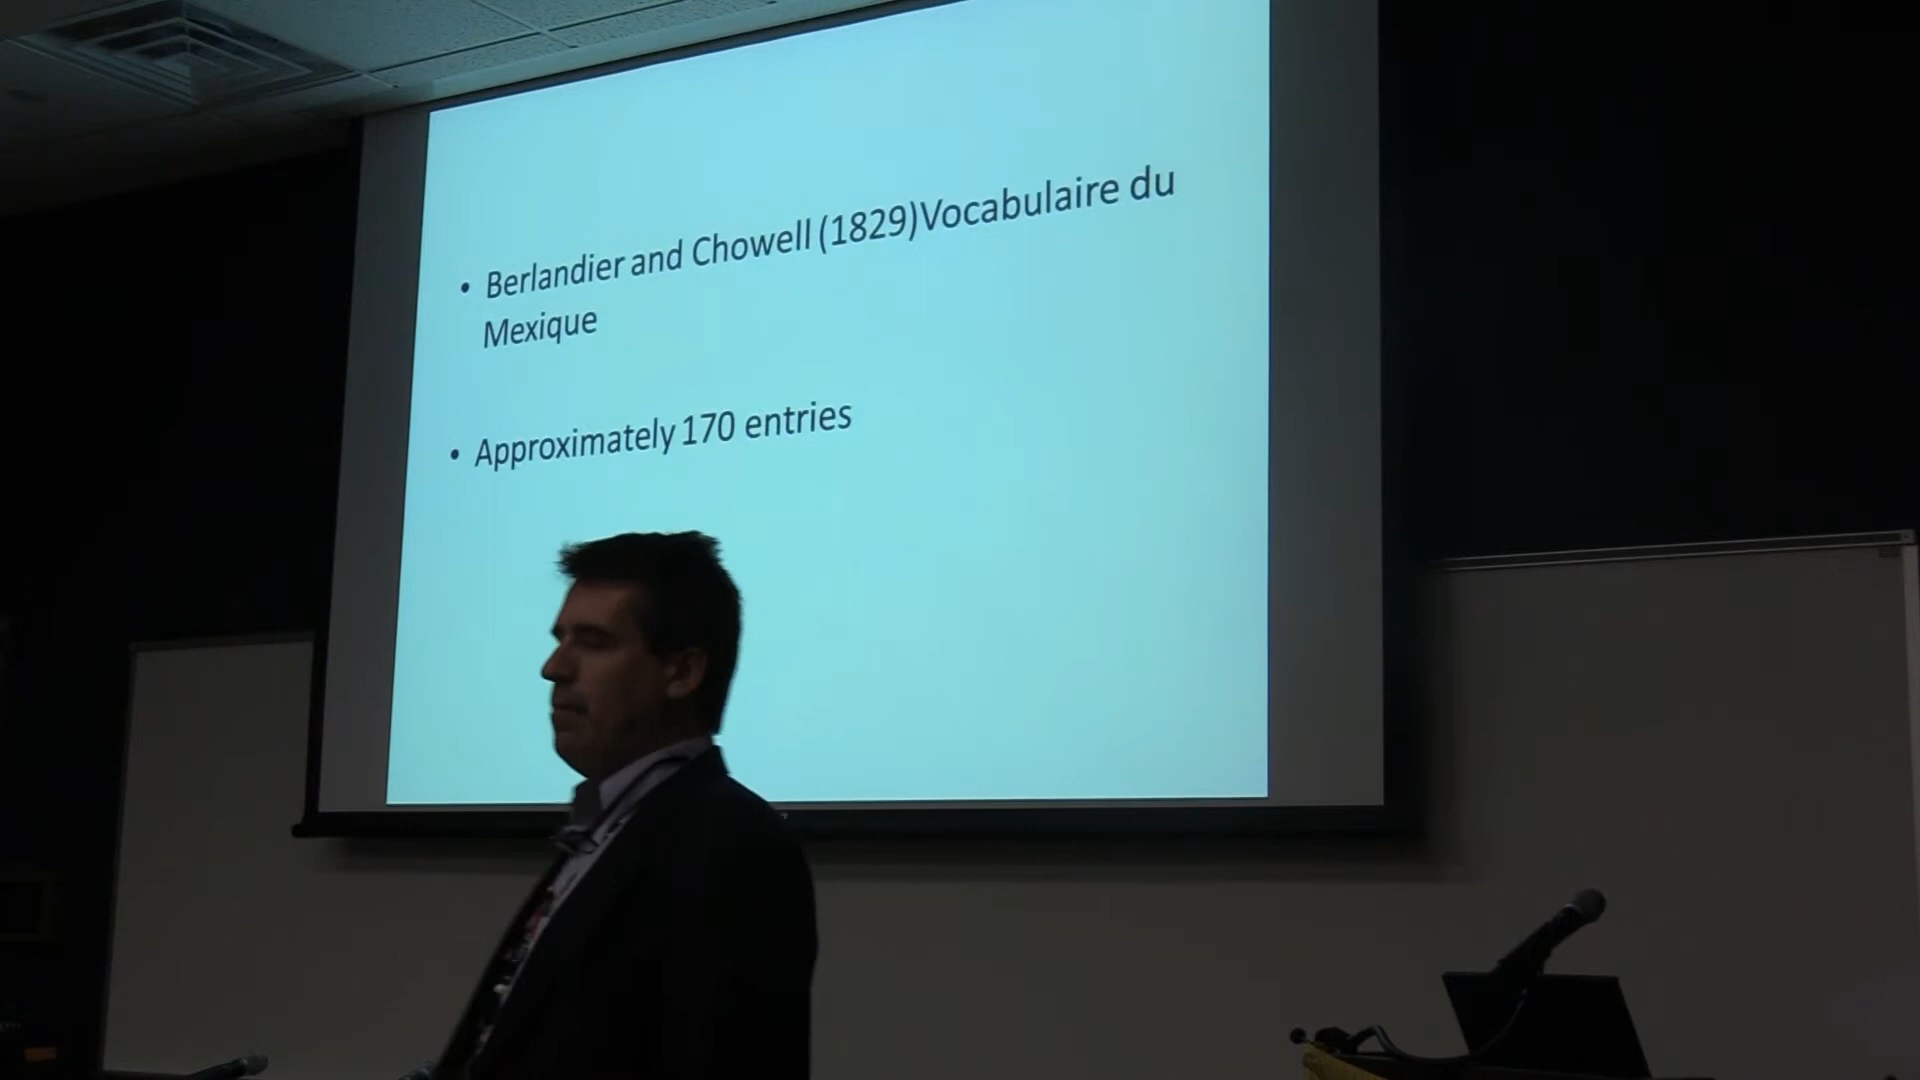 • Berlandier and Chowell (1829)Vocabulaire du
Mexique
• Approximately 170 entries